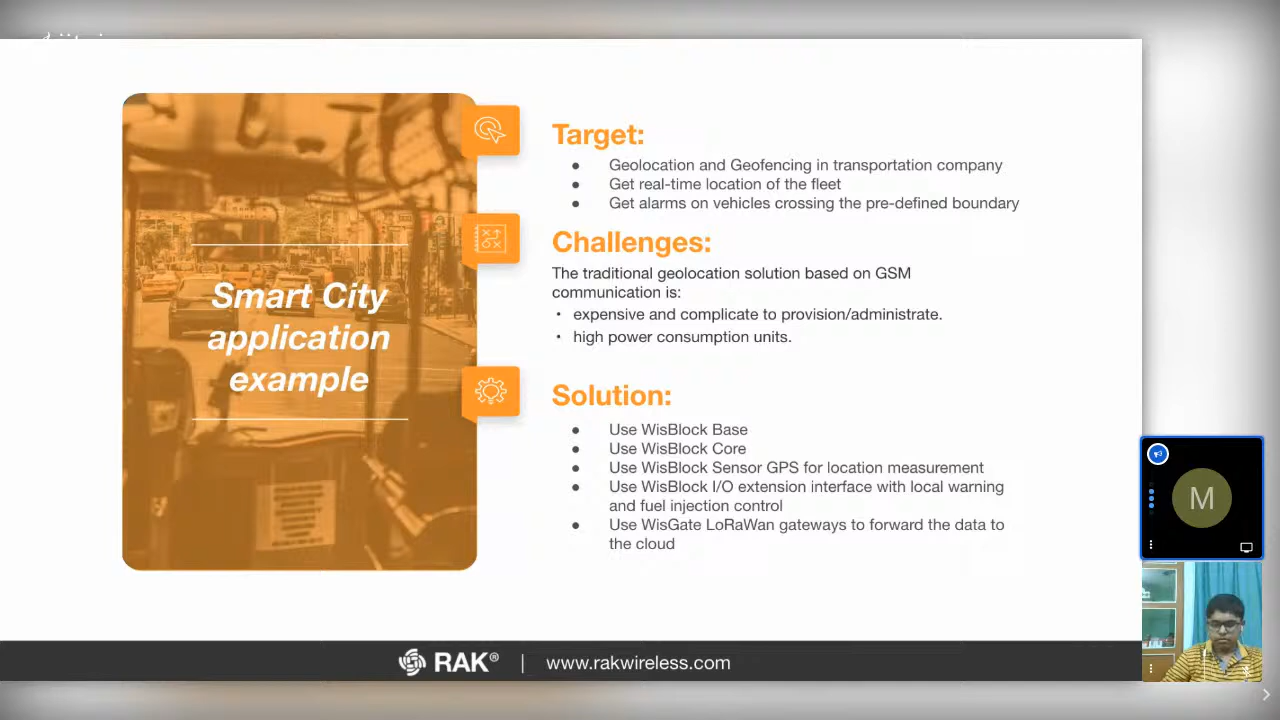 Smart City
application
example
Target:
● Geolocation and Geofencing in transportation company
● Get real-time location of the fleet
● Get alarms on vehicles crossing the pre-defined boundary
Challenges:
The traditional geolocation solution based on GSM
communication is:
• expensive and complicate to provision/administrate.
• high power consumption units.
Solution:
● Use WisBlock Base
● Use WisBlock Core
● Use WisBlock Sensor GPS for location measurement
● Use WisBlock I/O extension interface with local warning
and fuel injection control
● Use WisGate LoRaWan gateways to forward the data to
the cloud
M
RAK® | www.rakwireless.com